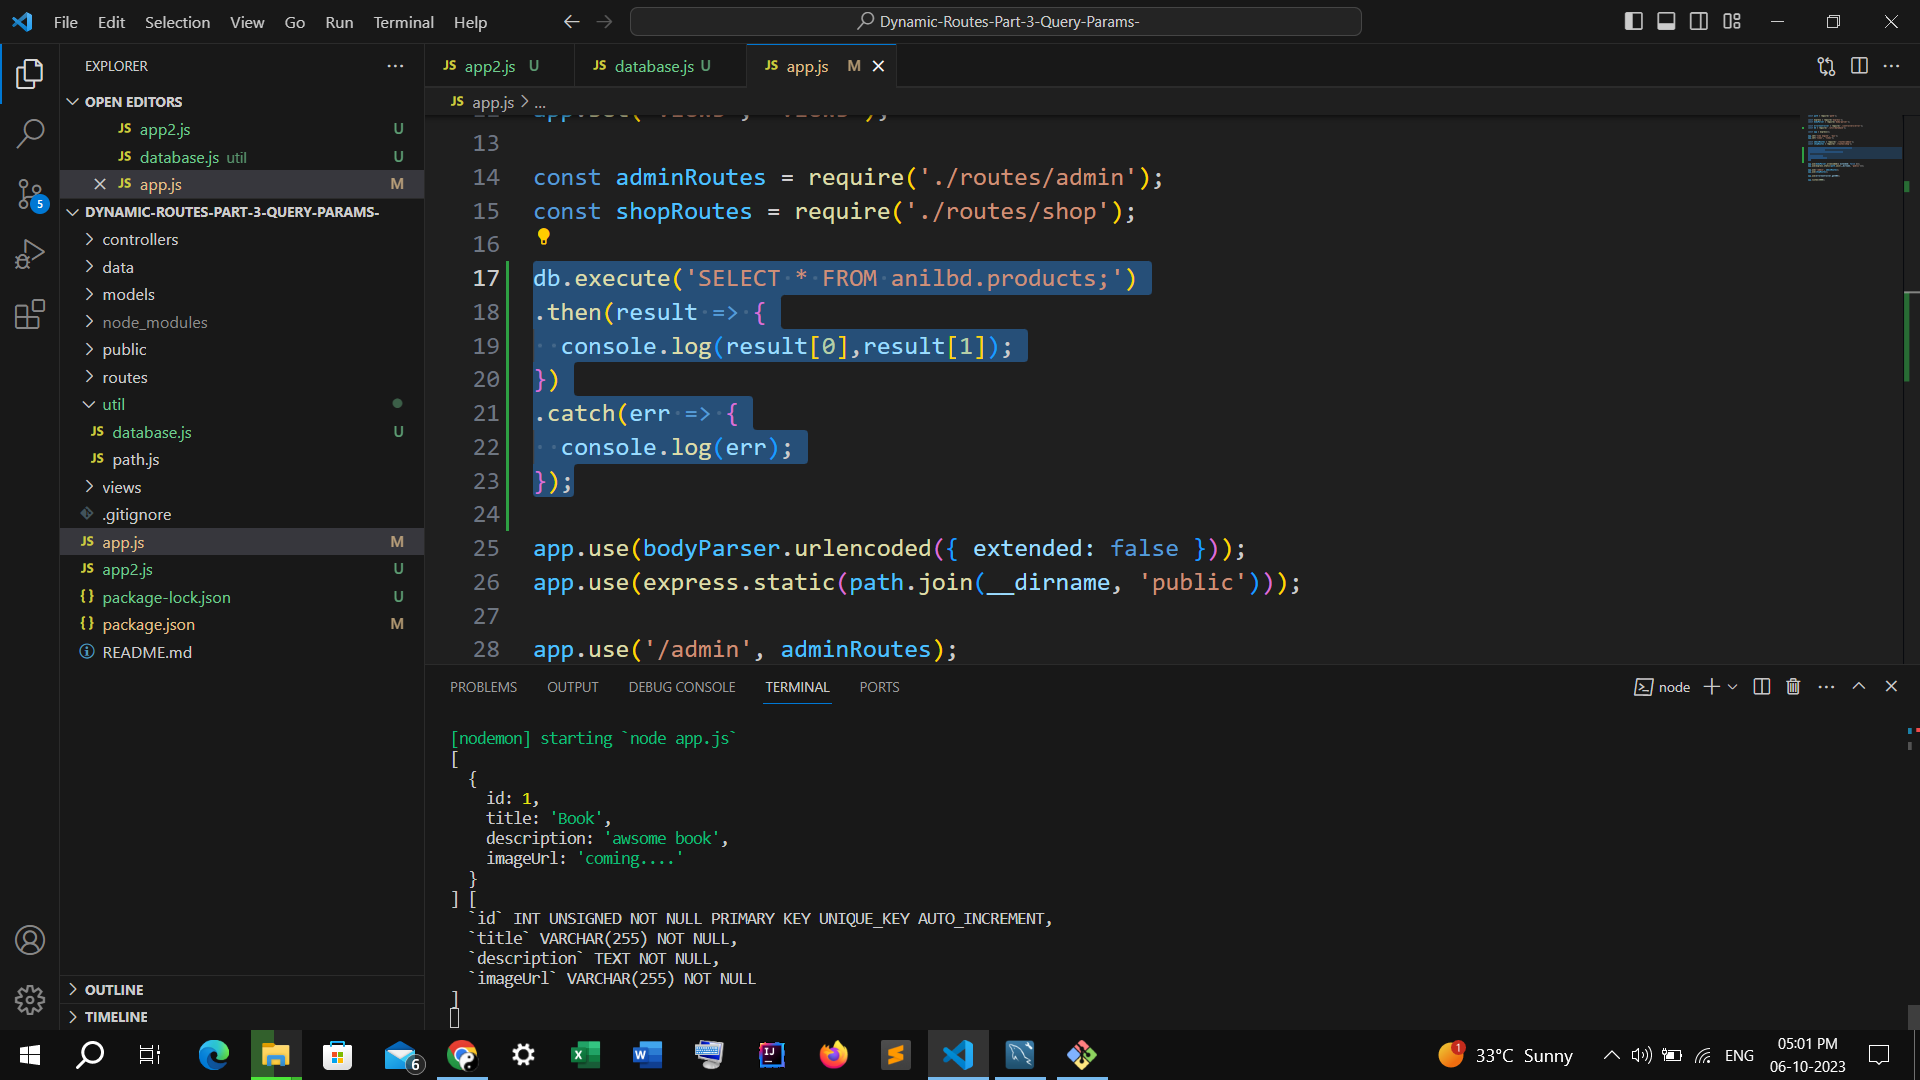 File Edit Selection View Go Run Terminal Help
Dynamic-Routes-Part-3-Query-Params-
EXPLORER
OPEN EDITORS
JS app2.js U
JS database.js util U
JS app.js M
DYNAMIC-ROUTES-PART-3-QUERY-PARAMS-
controllers
data
models
node_modules
public
routes
util
JS database.js U
JS path.js
views
.gitignore
JS app.js M
JS app2.js U
{} package-lock.json U
{} package.json M
README.md
OUTLINE
TIMELINE
5
JS app2.js U
JS database.js U
JS app.js M
JS app.js > ...
13
14 const adminRoutes = require('./routes/admin');
15 const shopRoutes = require('./routes/shop');
16
17 db.execute('SELECT * FROM anilbd.products;')
18 .then(result => {
19 console.log(result[0],result[1]);
20 })
21 .catch(err => {
22 console.log(err);
23 });
24
25 app.use(bodyParser.urlencoded({ extended: false }));
26 app.use(express.static(path.join(__dirname, 'public')));
27
28 app.use('/admin', adminRoutes);
PROBLEMS OUTPUT DEBUG CONSOLE TERMINAL PORTS
node
[nodemon] starting `node app.js`
[
{
id: 1,
title: 'Book',
description: 'awsome book',
imageUrl: 'coming....'
}
] [
`id` INT UNSIGNED NOT NULL PRIMARY KEY UNIQUE_KEY AUTO_INCREMENT,
`title` VARCHAR(255) NOT NULL,
`description` TEXT NOT NULL,
`imageUrl` VARCHAR(255) NOT NULL
]
6
1
33°C Sunny
ENG
05:01 PM
06-10-2023